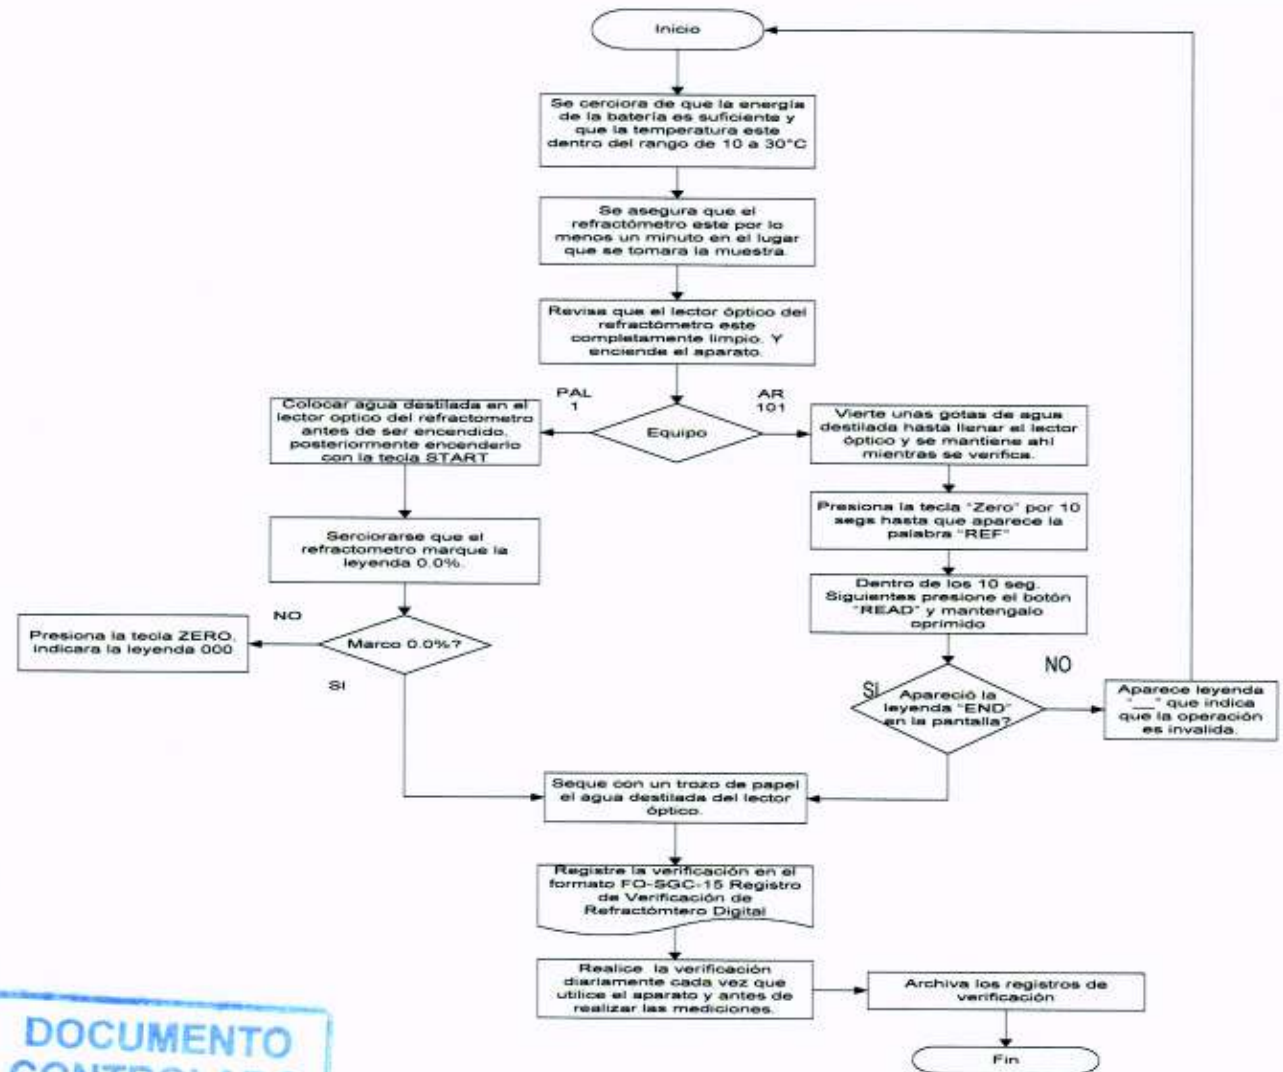 Inicio
Se cerciora de que la energía
de la batería es suficiente y
que la temperatura este
dentro del rango de 10 a 30°C
Se asegura que el
refractómetro este por lo
menos un minuto en el lugar
que se tomara la muestra.
Revisa que el lector óptico del
refractómetro este
completamente limpio. Y
enciende el aparato.
PAL
1
AR
101
Equipo
Colocar agua destilada en el
lector optico del refractometro
antes de ser encendido,
posteriormente encenderlo
con la tecla START
Vierte unas gotas de agua
destilada hasta llenar el lector
óptico y se mantiene ahí
mientras se verifica.
Serciorarse que el
refractometro marque la
leyenda 0.0%.
Presiona la tecla "Zero" por 10
segs hasta que aparece la
palabra "REF"
Dentro de los 10 seg.
Siguientes presione el botón
"READ" y mantengalo
oprimido
NO
Marco 0.0%?
SI
Presiona la tecla ZERO,
indicara la leyenda 000
NO
SI
Apareció la
leyenda "END"
en la pantalla?
Aparece leyenda
"__" que indica
que la operación
es invalida.
Seque con un trozo de papel
el agua destilada del lector
óptico.
Registre la verificación en el
formato FO-SGC-15 Registro
de Verificación de
Refractómtero Digital
Realice la verificación
diariamente cada vez que
utilice el aparato y antes de
realizar las mediciones.
Archiva los registros de
verificación
Fin
DOCUMENTO
CONTROLADO